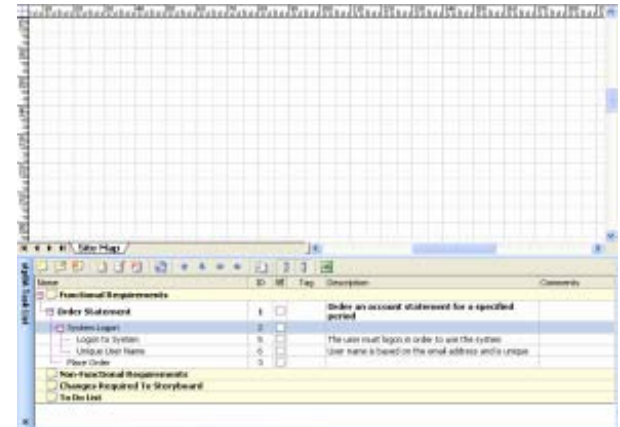 Site Map
Name ID Tag Description Comments
Functional Requirements
Order Statement 1 Order an account statement for a specified
period
System Logon 2
Logon to System 5 The user must logon in order to use the system
Unique User Name 6 User name is based on the email address and is unique
Place Order 3
Non-Functional Requirements
Changes Required To Storyboard
To Do List
Task List